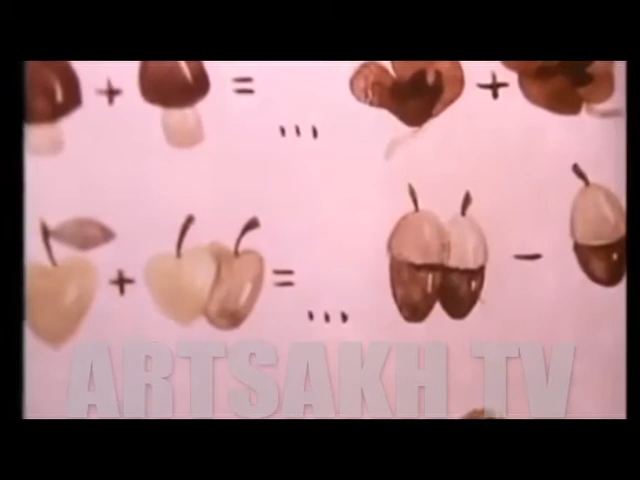 + = ... +
+ = ... -
ARTSAKH TV